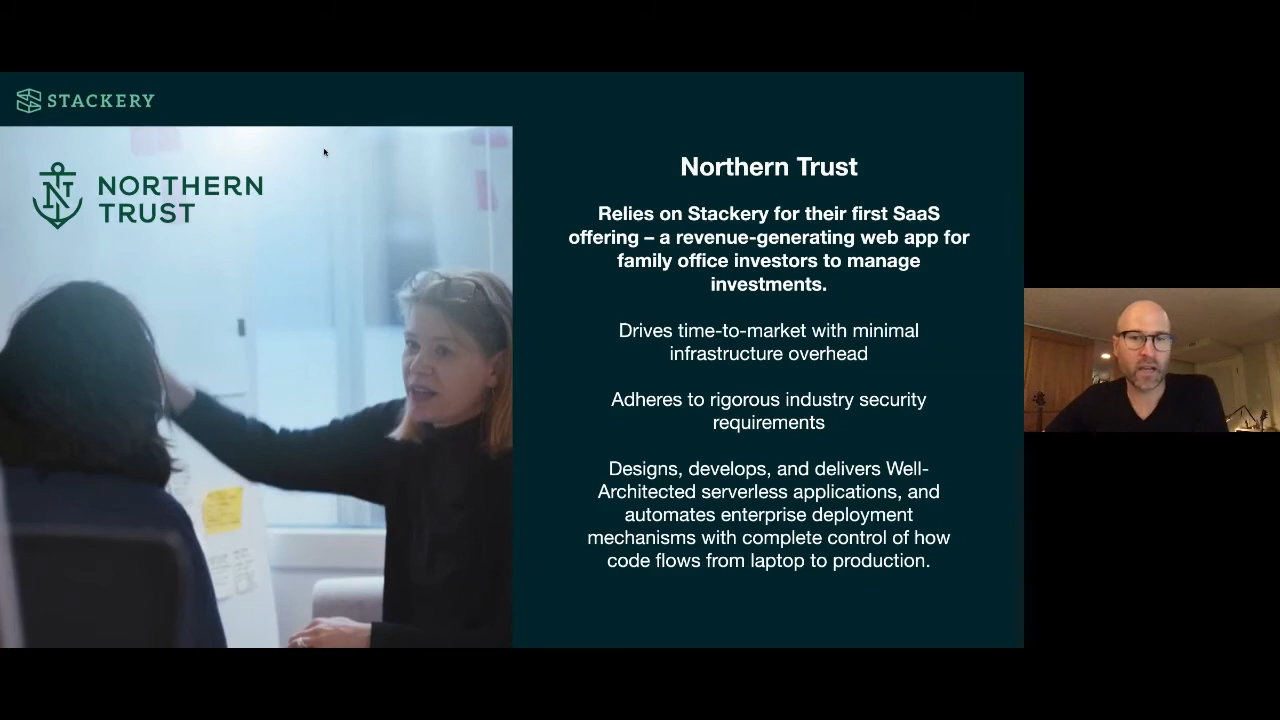 STACKERY
NORTHERN
TRUST
Northern Trust
Relies on Stackery for their first SaaS
offering – a revenue-generating web app for
family office investors to manage
investments.
Drives time-to-market with minimal
infrastructure overhead
Adheres to rigorous industry security
requirements
Designs, develops, and delivers Well-
Architected serverless applications, and
automates enterprise deployment
mechanisms with complete control of how
code flows from laptop to production.